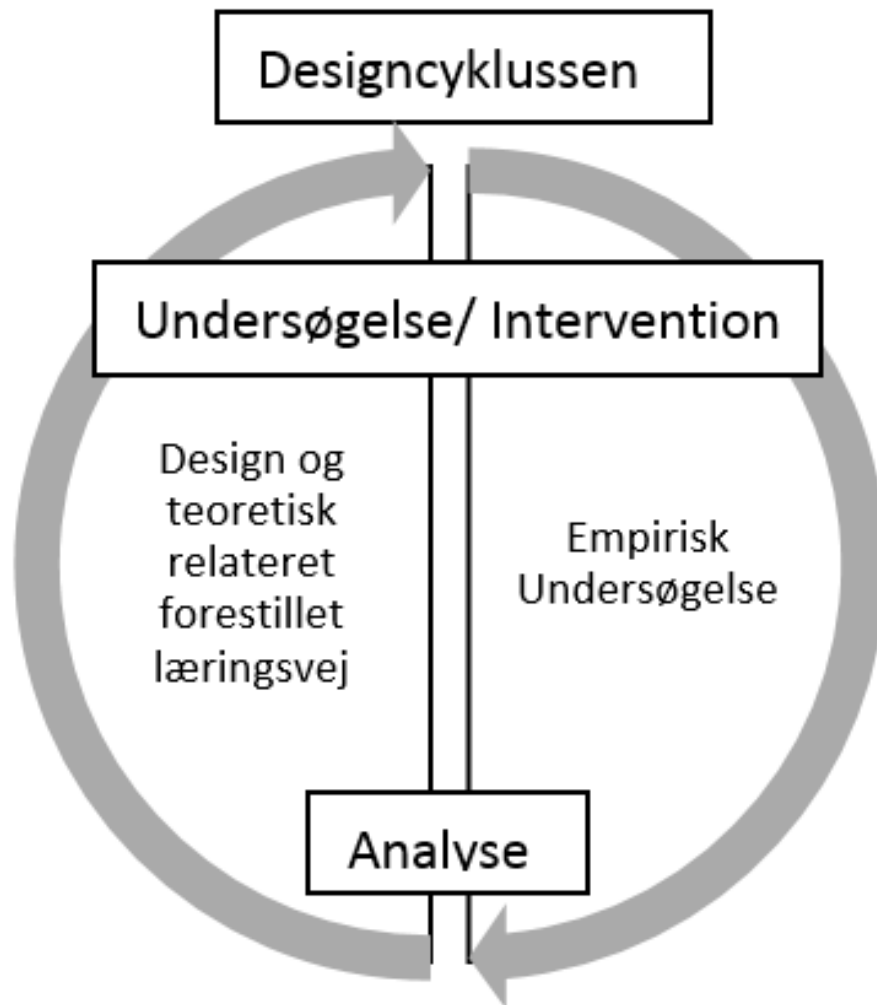 Designcyklussen
Undersøgelse/ Intervention
Design og
teoretisk
relateret
forestillet
læringsvej
Empirisk
Undersøgelse
Analyse